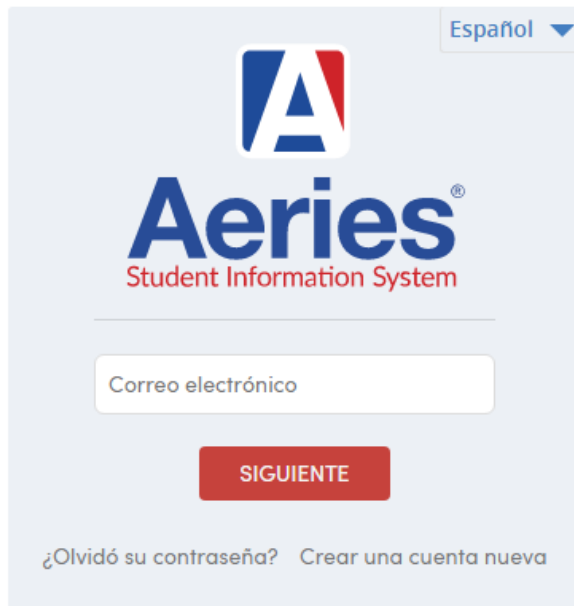 Español
A
Aeries®
Student Information System
Correo electrónico
SIGUIENTE
¿Olvidó su contraseña? Crear una cuenta nueva